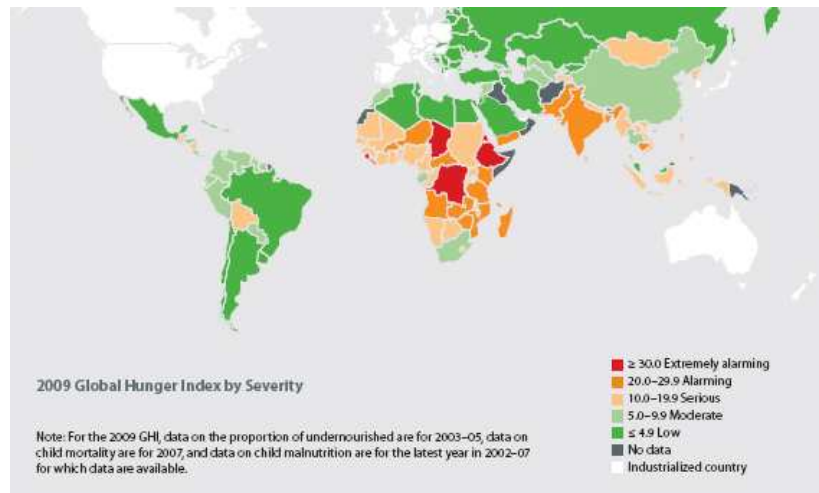 ≥ 30.0 Extremely alarming
20.0–29.9 Alarming
10.0–19.9 Serious
5.0–9.9 Moderate
≤ 4.9 Low
No data
Industrialized country
2009 Global Hunger Index by Severity
Note: For the 2009 GHI, data on the proportion of undernourished are for 2003–05, data on
child mortality are for 2007, and data on child malnutrition are for the latest year in 2002–07
for which data are available.